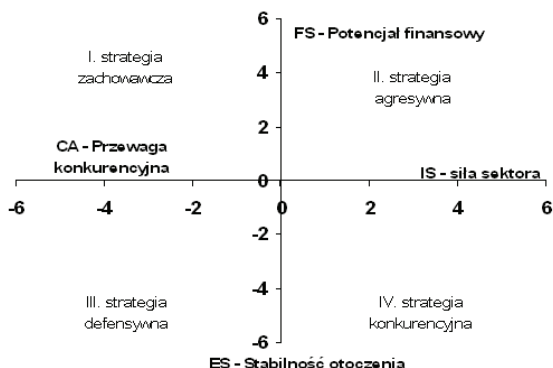 6
FS - Potencjał finansowy
I. strategia
zachowawcza
4
II. strategia
agresywna
2
CA - Przewaga
konkurencyjna
IS - siła sektora
0
-6 -4 -2 0 2 4 6
-2
III. strategia
defensywna
-4
IV. strategia
konkurencyjna
-6
ES - Stabilność otoczenia